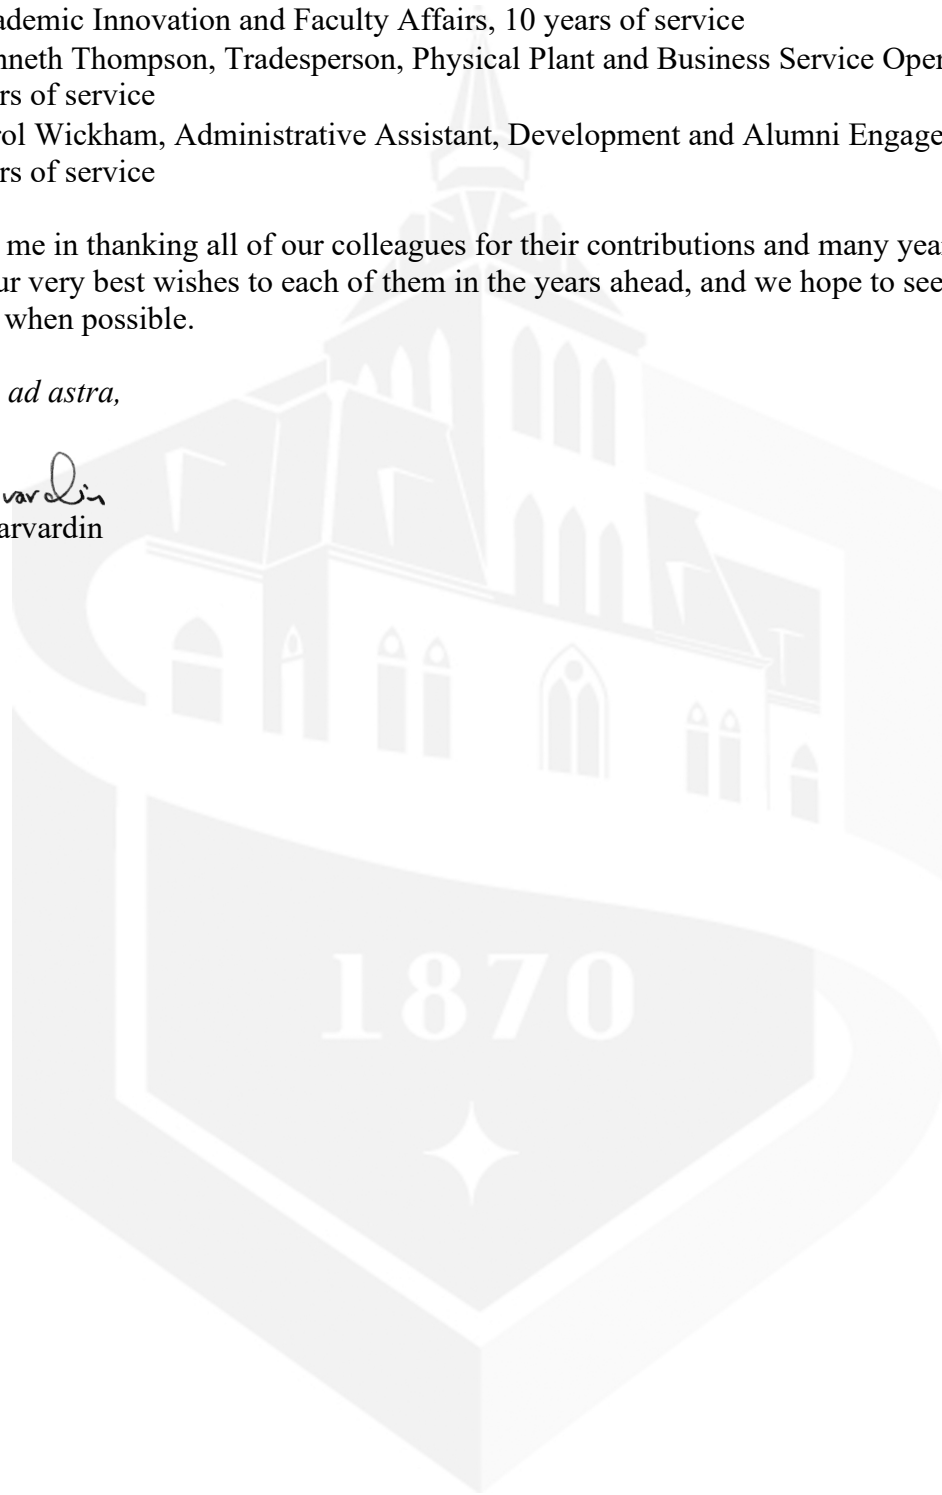 ademic Innovation and Faculty Affairs, 10 years of service
nneth Thompson, Tradesperson, Physical Plant and Business Service Oper
rs of service
rol Wickham, Administrative Assistant, Development and Alumni Engage
rs of service
me in thanking all of our colleagues for their contributions and many year
ur very best wishes to each of them in the years ahead, and we hope to see
when possible.
ad astra,
vardin
arvardin
1870